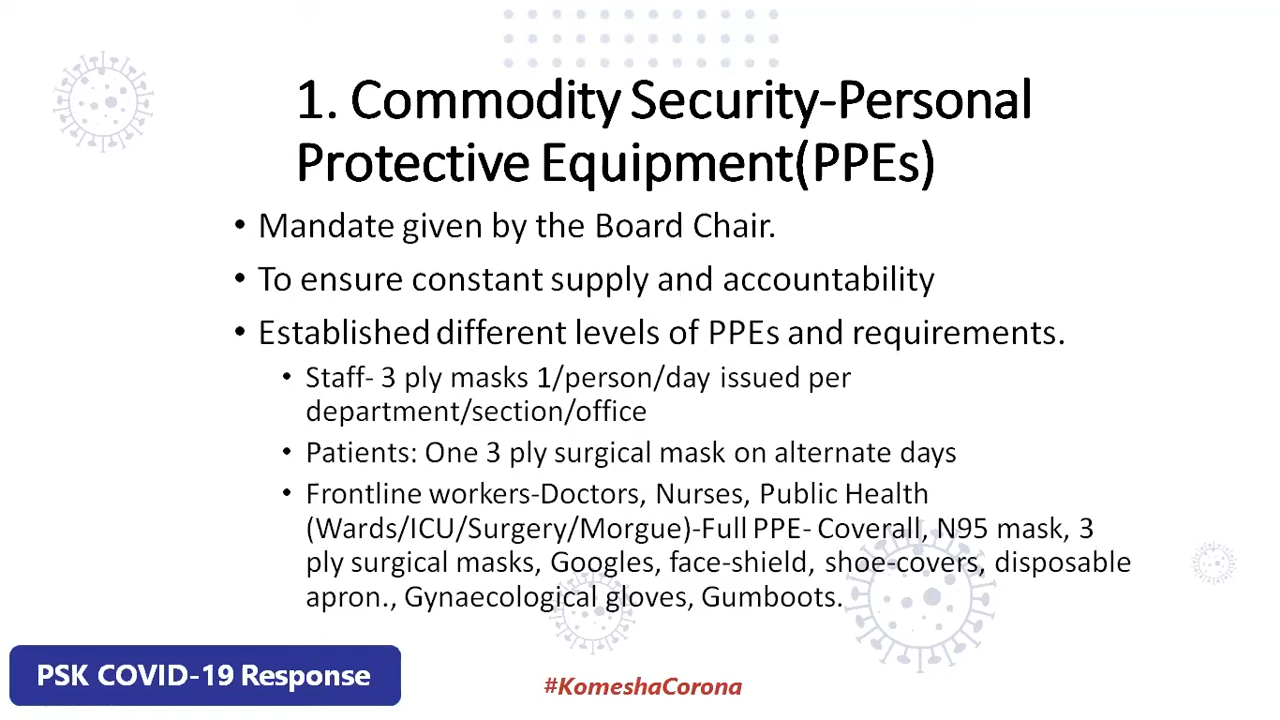 1. Commodity Security-Personal
Protective Equipment(PPEs)
• Mandate given by the Board Chair.
• To ensure constant supply and accountability
• Established different levels of PPEs and requirements.
• Staff- 3 ply masks 1/person/day issued per
department/section/office
• Patients: One 3 ply surgical mask on alternate days
• Frontline workers-Doctors, Nurses, Public Health
(Wards/ICU/Surgery/Morgue)-Full PPE- Coverall, N95 mask, 3
ply surgical masks, Googles, face-shield, shoe-covers, disposable
apron., Gynaecological gloves, Gumboots.
PSK COVID-19 Response
#KomeshaCorona